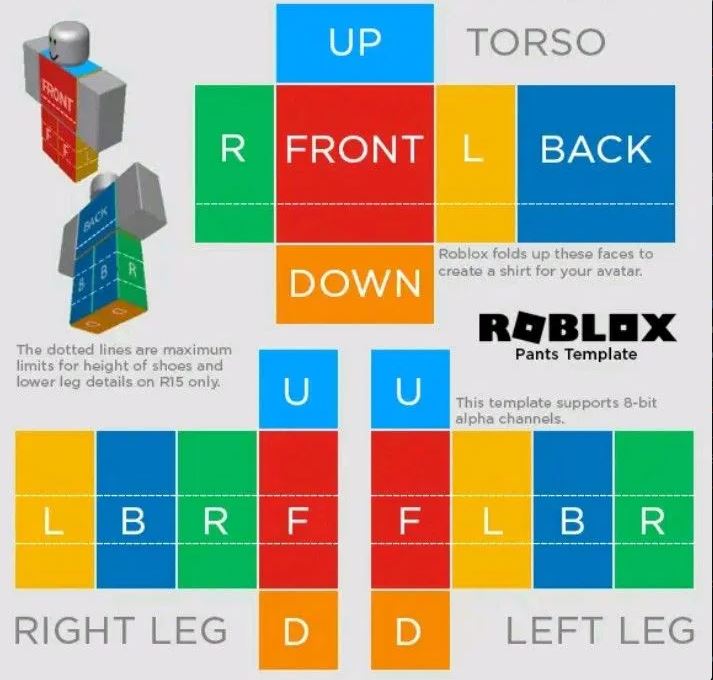 UP
TORSO
R
FRONT
L
BACK
DOWN
Roblox folds up these faces to
create a shirt for your avatar.
FRONT
F
F
L
BACK
B
B
R
ROBLOX
Pants Template
The dotted lines are maximum
limits for height of shoes and
lower leg details on R15 only.
U
U
This template supports 8-bit
alpha channels.
L
B
R
F
F
L
B
R
RIGHT LEG
D
D
LEFT LEG